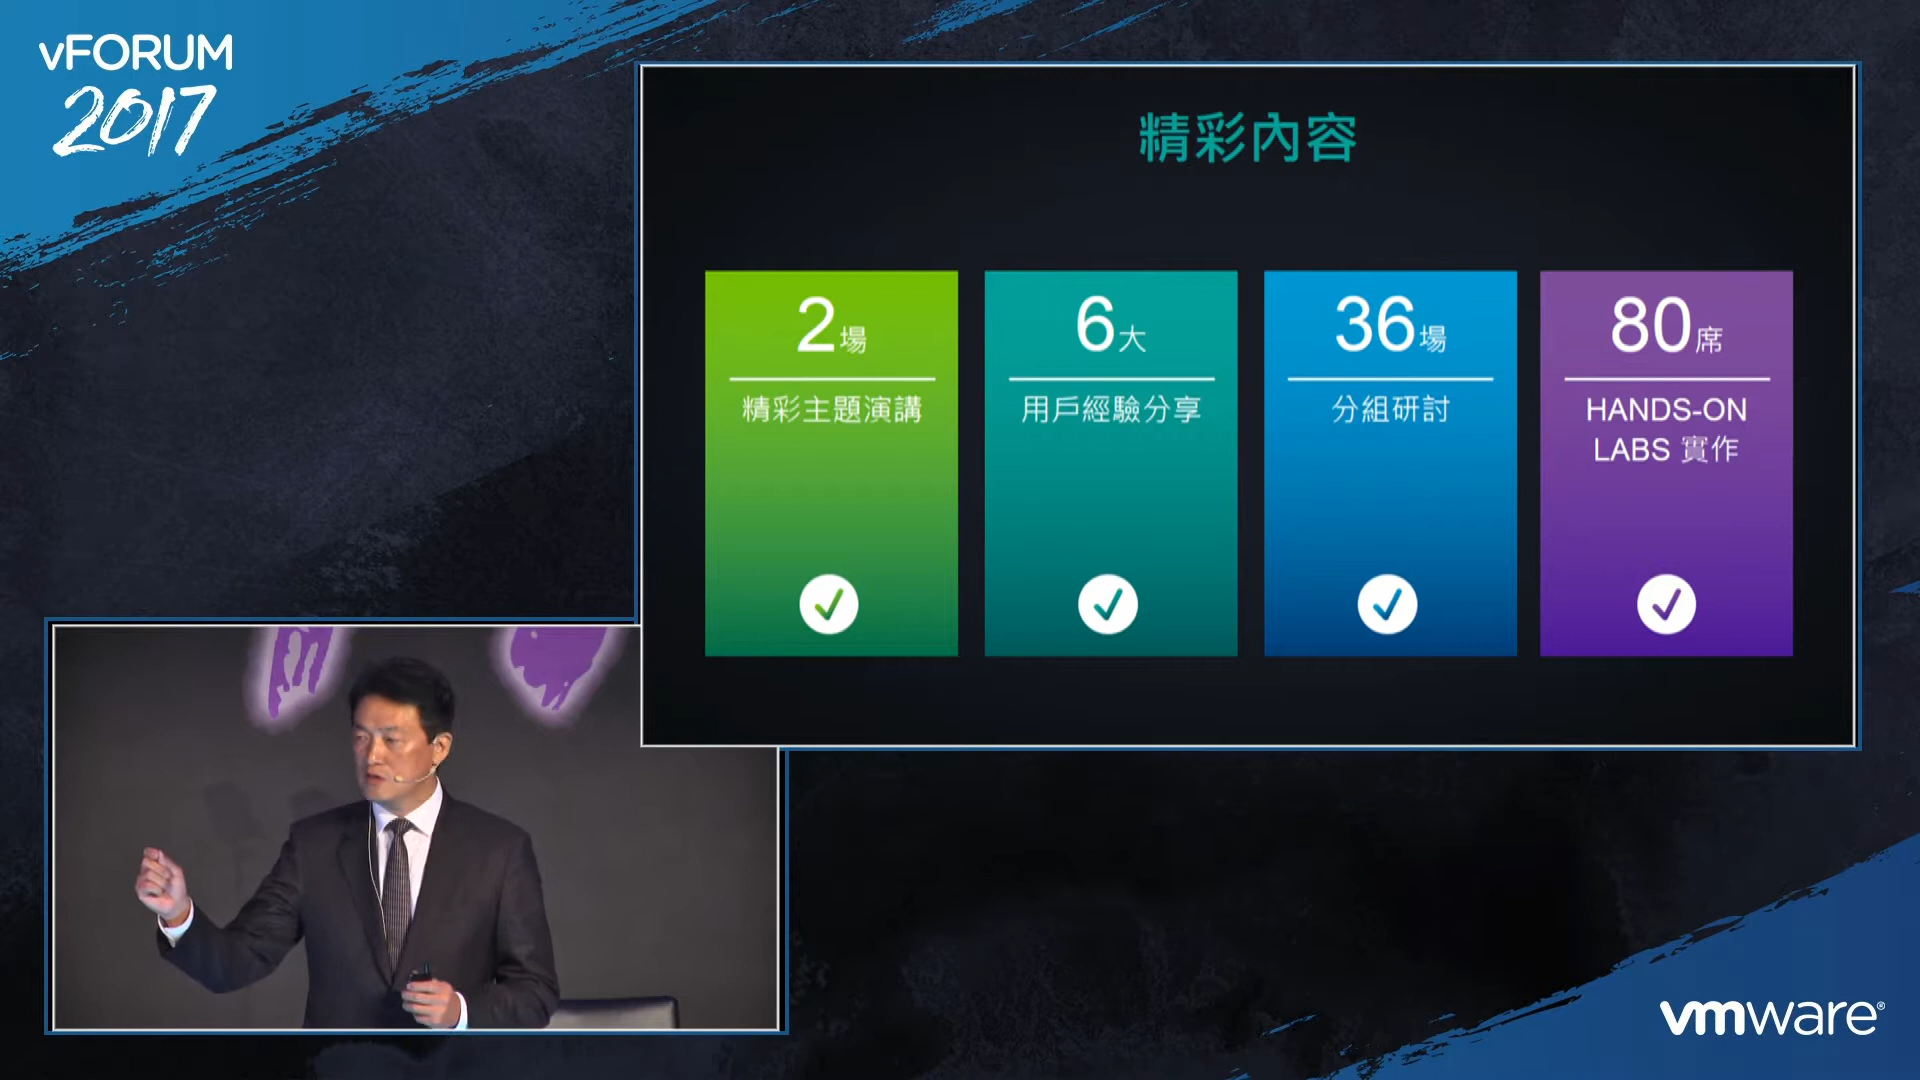 vFORUM
2017
精彩內容
2場
精彩主題演講
6大
用戶經驗分享
36場
分組研討
80席
HANDS-ON
LABS 實作
vmware®